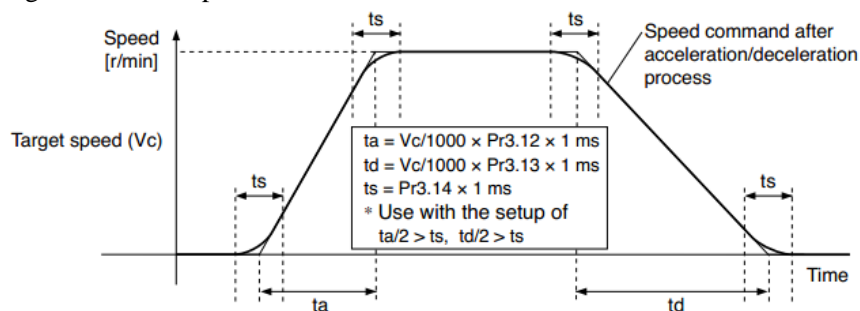 ts
ts
Speed
[r/min]
Speed command after
acceleration/deceleration
process
Target speed (Vc)
ta = Vc/1000 × Pr3.12 × 1 ms
td = Vc/1000 × Pr3.13 × 1 ms
ts = Pr3.14 × 1 ms
* Use with the setup of
ta/2 > ts, td/2 > ts
ts
ts
Time
ta
td